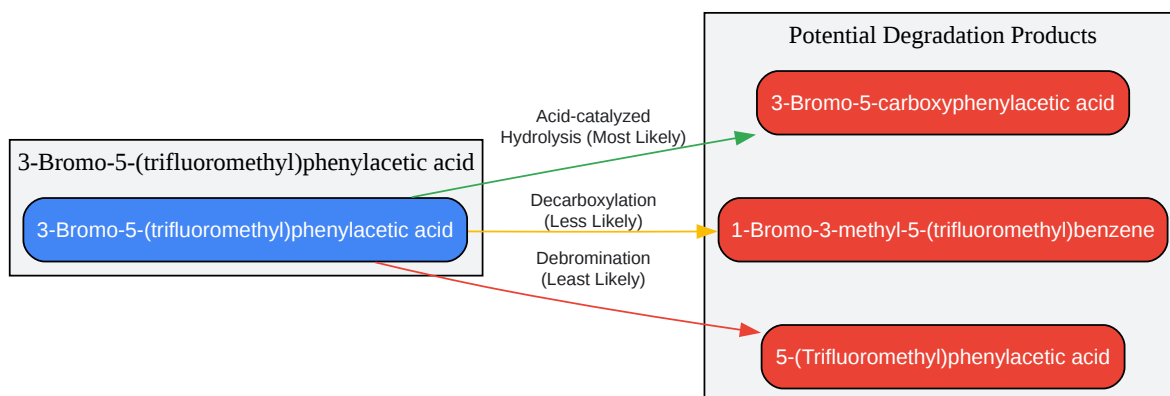 3-Bromo-5-(trifluoromethyl)phenylacetic acid
3-Bromo-5-(trifluoromethyl)phenylacetic acid
Acid-catalyzed
Hydrolysis (Most Likely)
Decarboxylation
(Less Likely)
Debromination
(Least Likely)
Potential Degradation Products
3-Bromo-5-carboxyphenylacetic acid
1-Bromo-3-methyl-5-(trifluoromethyl)benzene
5-(Trifluoromethyl)phenylacetic acid